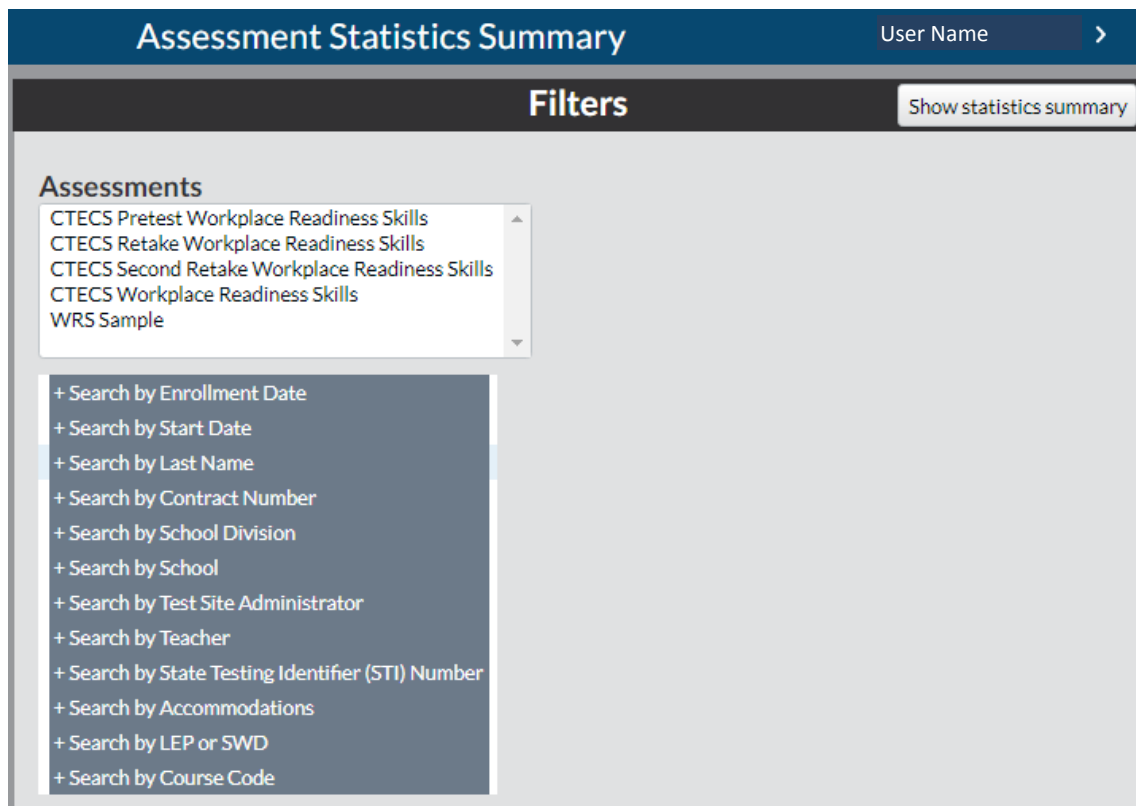 Assessment Statistics Summary
User Name
Filters
Show statistics summary
Assessments
CTECS Pretest Workplace Readiness Skills
CTECS Retake Workplace Readiness Skills
CTECS Second Retake Workplace Readiness Skills
CTECS Workplace Readiness Skills
WRS Sample
+ Search by Enrollment Date
+ Search by Start Date
+ Search by Last Name
+ Search by Contract Number
+ Search by School Division
+ Search by School
+ Search by Test Site Administrator
+ Search by Teacher
+ Search by State Testing Identifier (STI) Number
+ Search by Accommodations
+ Search by LEP or SWD
+ Search by Course Code